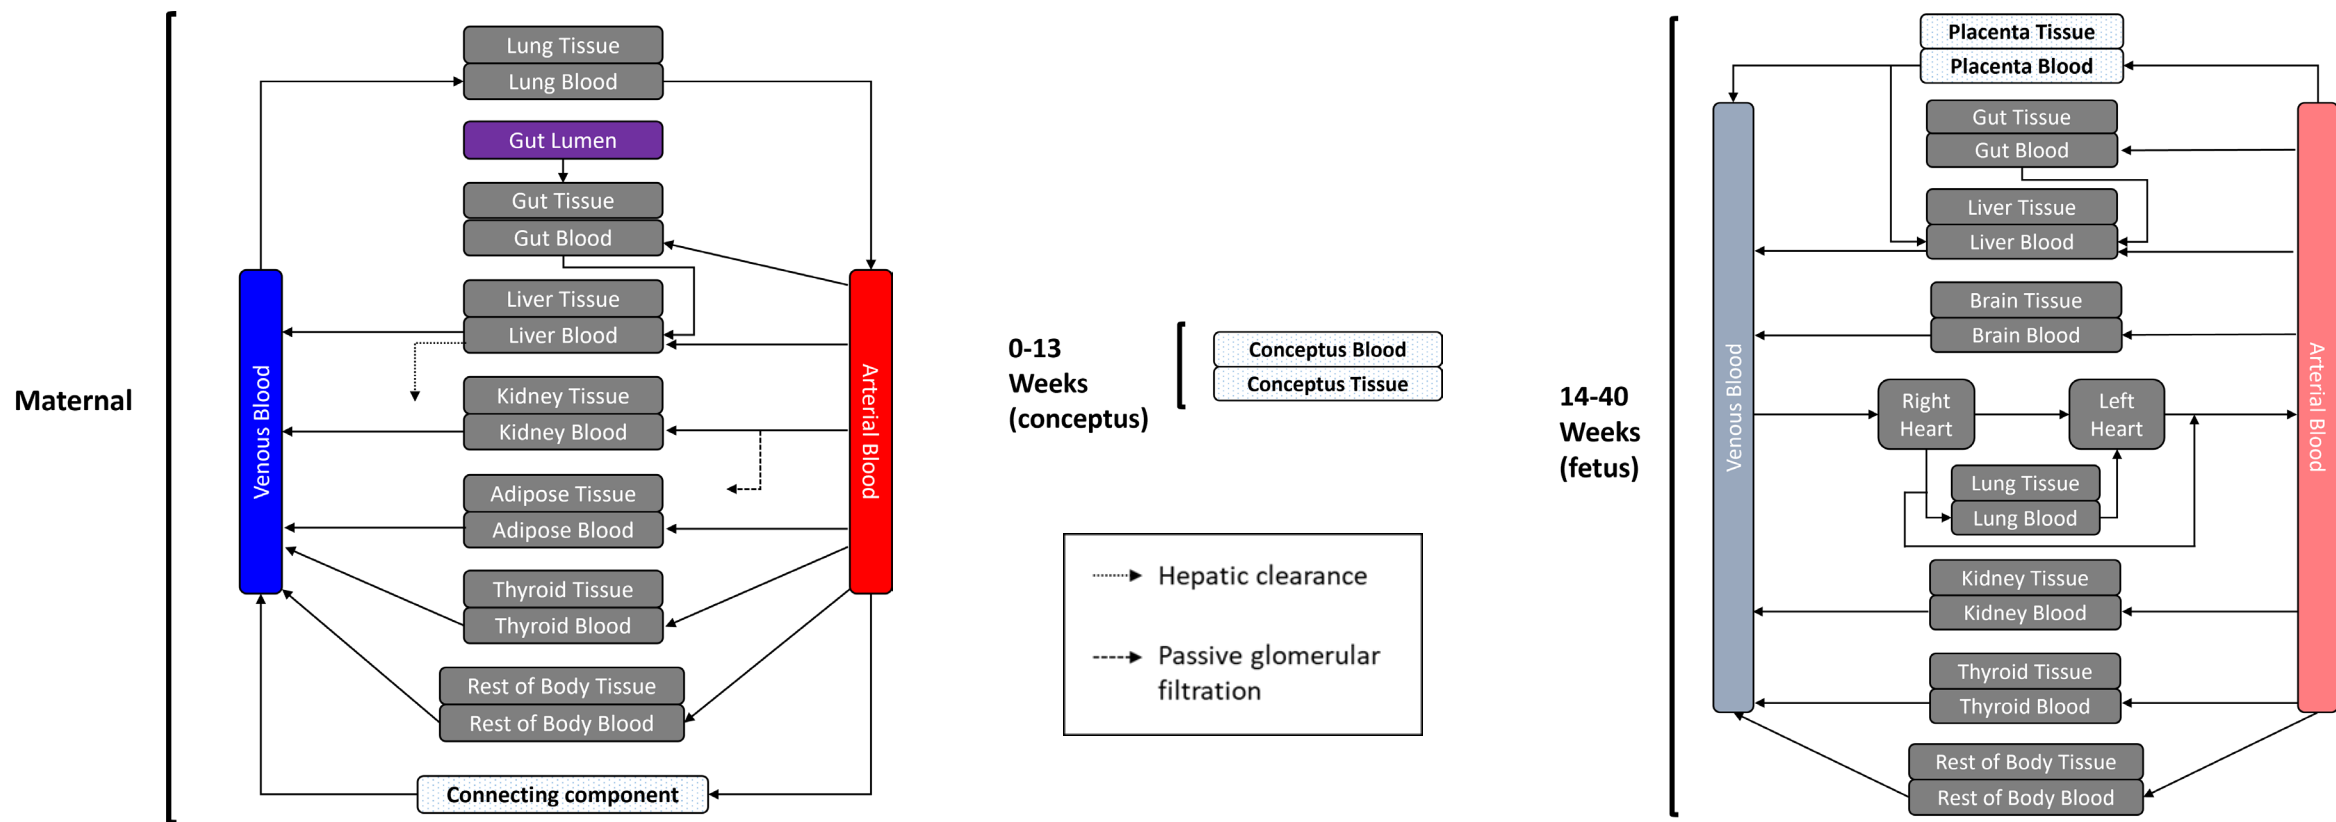 Maternal
Lung Tissue
Lung Blood
Gut Lumen
Gut Tissue
Gut Blood
Liver Tissue
Liver Blood
Kidney Tissue
Kidney Blood
Adipose Tissue
Adipose Blood
Thyroid Tissue
Thyroid Blood
Rest of Body Tissue
Rest of Body Blood
Connecting component
Venous Blood
Arterial Blood
0-13
Weeks
(conceptus)
Conceptus Blood
Conceptus Tissue
Hepatic clearance
Passive glomerular
filtration
14-40
Weeks
(fetus)
Placenta Tissue
Placenta Blood
Gut Tissue
Gut Blood
Liver Tissue
Liver Blood
Brain Tissue
Brain Blood
Right
Heart
Left
Heart
Lung Tissue
Lung Blood
Kidney Tissue
Kidney Blood
Thyroid Tissue
Thyroid Blood
Rest of Body Tissue
Rest of Body Blood
Venous Blood
Arterial Blood